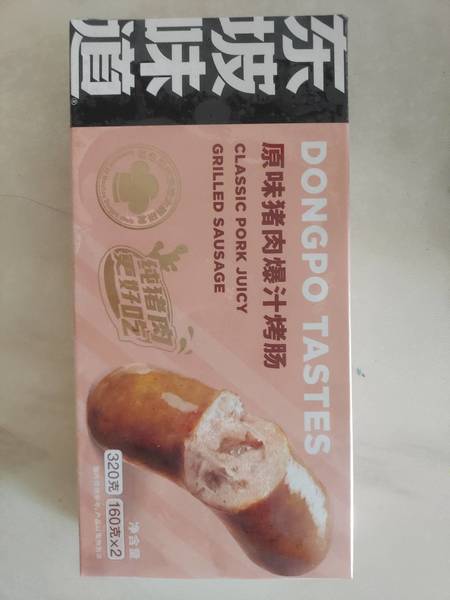 东坡味道®
DONGPO TASTES
原味猪肉爆汁烤肠
CLASSIC PORK JUICY
GRILLED SAUSAGE
纯猪肉
更好吃
净含量
320克 160克×2